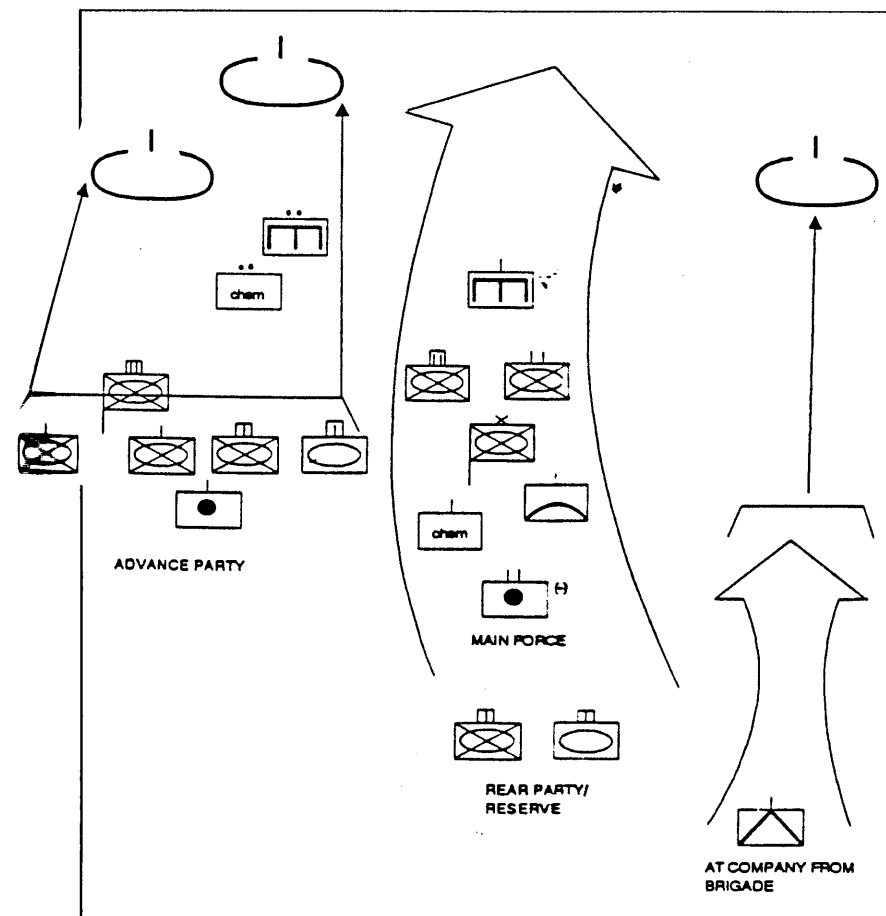 chem
ADVANCE PARTY
chem
(-)
MAIN FORCE
REAR PARTY/
RESERVE
AT COMPANY FROM
BRIGADE